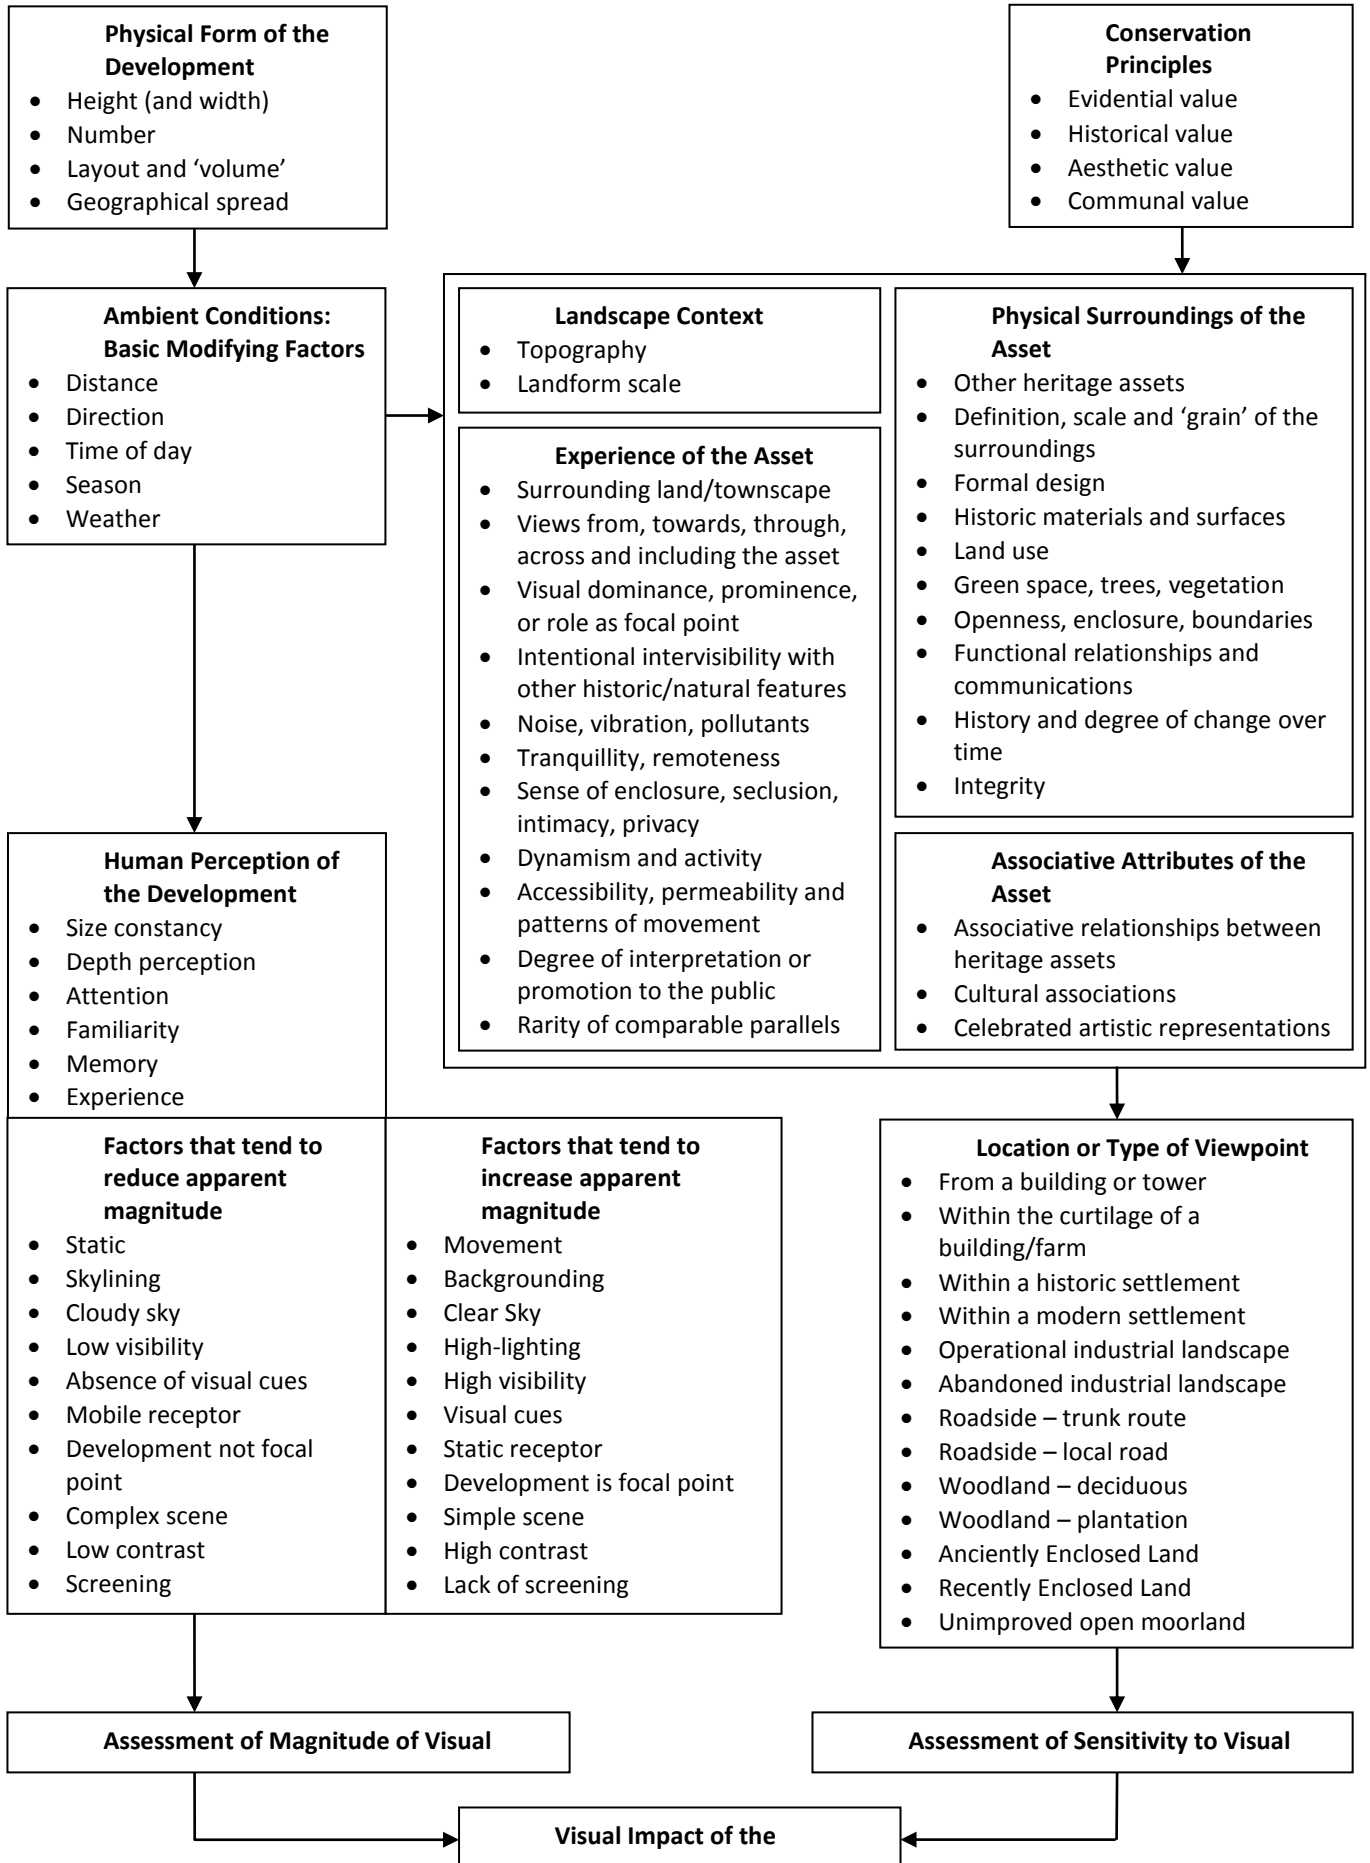 Physical Form of the
Development
• Height (and width)
• Number
• Layout and ‘volume’
• Geographical spread
Conservation
Principles
• Evidential value
• Historical value
• Aesthetic value
• Communal value
Ambient Conditions:
Basic Modifying Factors
• Distance
• Direction
• Time of day
• Season
• Weather
Landscape Context
• Topography
• Landform scale
Experience of the Asset
• Surrounding land/townscape
• Views from, towards, through,
across and including the asset
• Visual dominance, prominence,
or role as focal point
• Intentional intervisibility with
other historic/natural features
• Noise, vibration, pollutants
• Tranquillity, remoteness
• Sense of enclosure, seclusion,
intimacy, privacy
• Dynamism and activity
• Accessibility, permeability and
patterns of movement
• Degree of interpretation or
promotion to the public
• Rarity of comparable parallels
Physical Surroundings of the
Asset
• Other heritage assets
• Definition, scale and ‘grain’ of the
surroundings
• Formal design
• Historic materials and surfaces
• Land use
• Green space, trees, vegetation
• Openness, enclosure, boundaries
• Functional relationships and
communications
• History and degree of change over
time
• Integrity
Associative Attributes of the
Asset
• Associative relationships between
heritage assets
• Cultural associations
• Celebrated artistic representations
Human Perception of
the Development
• Size constancy
• Depth perception
• Attention
• Familiarity
• Memory
• Experience
Factors that tend to
reduce apparent
magnitude
• Static
• Skylining
• Cloudy sky
• Low visibility
• Absence of visual cues
• Mobile receptor
• Development not focal
point
• Complex scene
• Low contrast
• Screening
Factors that tend to
increase apparent
magnitude
• Movement
• Backgrounding
• Clear Sky
• High-lighting
• High visibility
• Visual cues
• Static receptor
• Development is focal point
• Simple scene
• High contrast
• Lack of screening
Location or Type of Viewpoint
• From a building or tower
• Within the curtilage of a
building/farm
• Within a historic settlement
• Within a modern settlement
• Operational industrial landscape
• Abandoned industrial landscape
• Roadside – trunk route
• Roadside – local road
• Woodland – deciduous
• Woodland – plantation
• Anciently Enclosed Land
• Recently Enclosed Land
• Unimproved open moorland
Assessment of Magnitude of Visual
Assessment of Sensitivity to Visual
Visual Impact of the